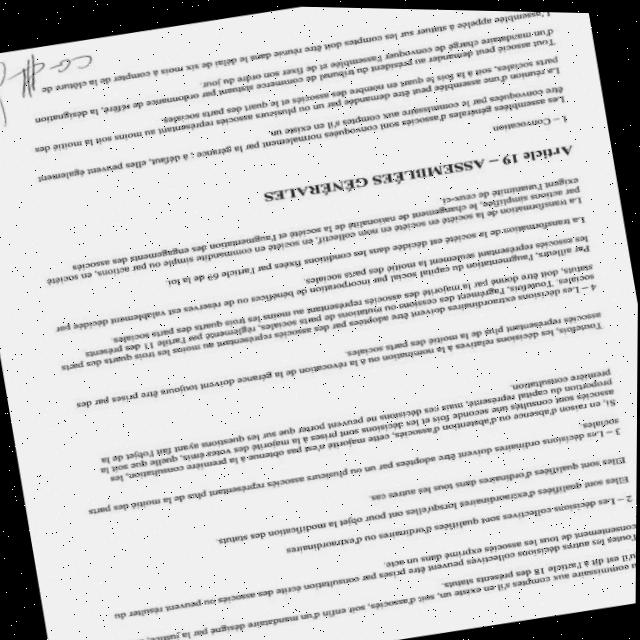 au commissaire aux comptes s'il en existe un, soit d'associés, soit enfin d'un mandataire désigné par la justice,
qu'il est dit à l'article 18 des présents statuts.
Toutes les autres décisions collectives peuvent être prises par consultation écrite des associés ou peuvent résulter du
consentement de tous les associés exprimé dans un acte.
2 – Les décisions collectives sont qualifiées d'ordinaires ou d'extraordinaires
Elles sont qualifiées d'extraordinaires lorsqu'elles ont pour objet la modification des statuts.
Elles sont qualifiées d'ordinaires dans tous les autres cas.
3 – Les décisions ordinaires doivent être adoptées par un ou plusieurs associés représentant plus de la moitié des parts
sociales
Si, en raison d'absence ou d'abstention d'associés, cette majorité n'est pas obtenue à la première consultation, les
associés sont consultés une seconde fois et les décisions sont prises à la majorité des votes émis, quelle que soit la
proportion du capital représenté, mais ces décisions ne peuvent porter que sur les questions ayant fait l'objet de la
première consultation.
Toutefois, les décisions relatives à la nomination ou à la révocation de la gérance doivent toujours être prises par des
associés représentant plus de la moitié des parts sociales.
4 – Les décisions extraordinaires doivent être adoptées par des associés représentant au moins les trois quarts des parts
sociales. Toutefois, l'agrément des cessions ou mutations de parts sociales, réglementé par l'article 11 des présents
statuts, doit être donné par la majorité des associés représentant au moins les trois quarts des parts sociales.
Par ailleurs, l'augmentation du capital social par incorporation de bénéfices ou de réserves est valablement décidée par
les associés représentant seulement la moitié des parts sociales.
La transformation de la société est décidée dans les conditions fixées par l'article 69 de la loi.
La transformation de la société en société en nom collectif, en société en commandite simple ou par actions, en société
par actions simplifiée, le changement de nationalité de la société et l'augmentation des engagements des associés
exigent l'unanimité de ceux-ci.
Article 19 – ASSEMBLÉES GÉNÉRALES
1 – Convocation
Les assemblées générales d'associés sont convoquées normalement par la gérance ; à défaut, elles peuvent également
être convoquées par le commissaire aux comptes s'il en existe un.
La réunion d'une assemblée peut être demandée par un ou plusieurs associés représentant au moins soit la moitié des
parts sociales, soit à la fois le quart en nombre des associés et le quart des parts sociales.
Tout associé peut demander au président du tribunal de commerce statuant par ordonnance de référé, la désignation
d'un mandataire chargé de convoquer l'assemblée et de fixer son ordre du jour.
L'assemblée appelée à statuer sur les comptes doit être réunie dans le délai de six mois à compter de la clôture de